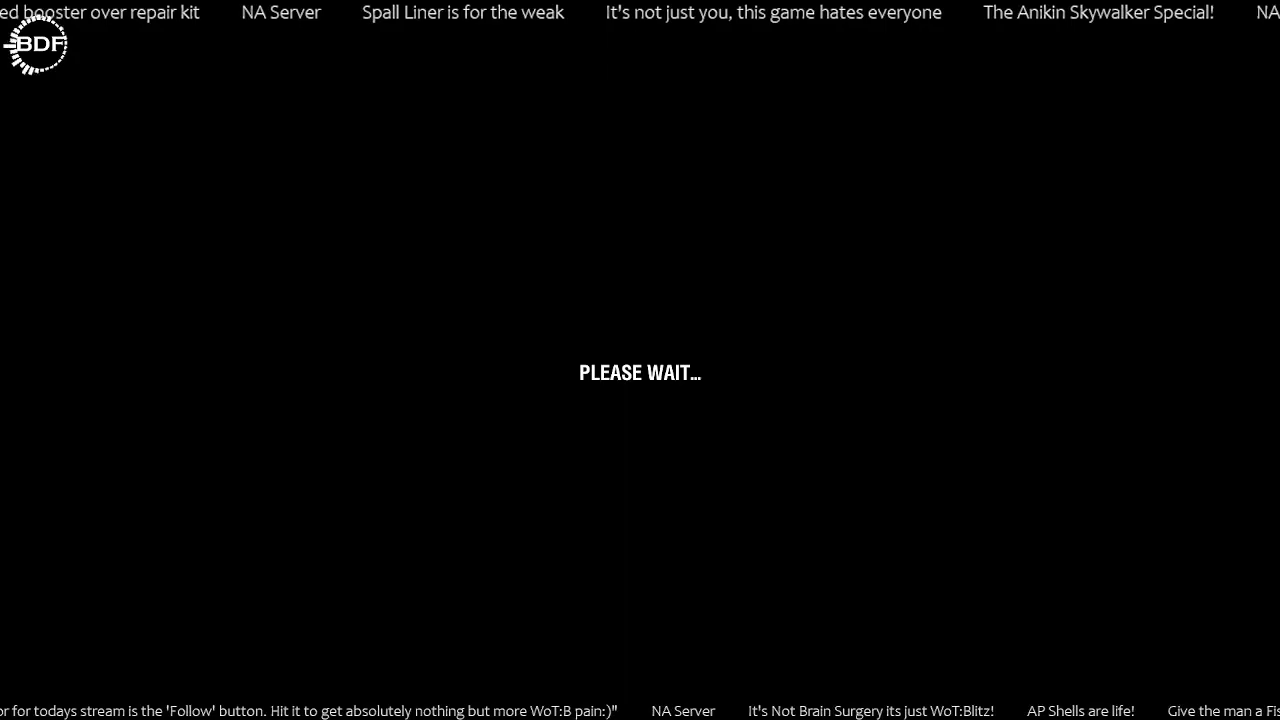 ed booster over repair kit NA Server Spall Liner is for the weak It's not just you, this game hates everyone The Anikin Skywalker Special! NA
BDF
PLEASE WAIT...
or for todays stream is the 'Follow' button. Hit it to get absolutely nothing but more WoT:B pain:)" NA Server It's Not Brain Surgery its just WoT:Blitz! AP Shells are life! Give the man a